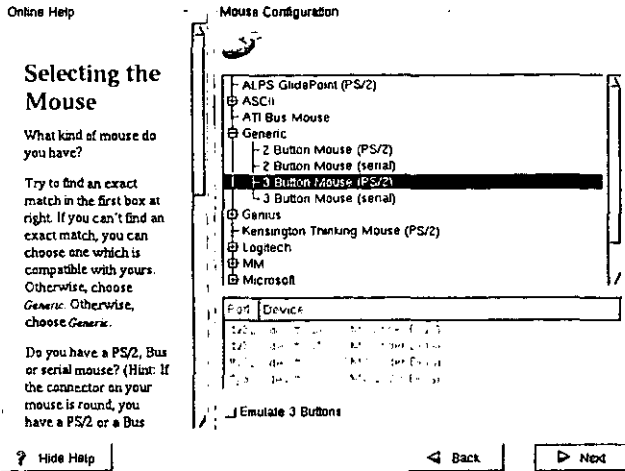 Online Help
Selecting the
Mouse
What kind of mouse do
you have?
Try to find an exact
match in the first box at
right. If you can't find an
exact match, you can
choose one which is
compatible with yours.
Otherwise, choose
Generic. Otherwise,
choose Generic.
Do you have a PS/2, Bus
or serial mouse? (Hint: If
the connector on your
mouse is round, you
have a PS/2 or a Bus
Mouse Configuration
ALPS GlidePoint (PS/2)
ASCII
ATI Bus Mouse
Generic
2 Button Mouse (PS/2)
2 Button Mouse (serial)
3 Button Mouse (PS/2)
3 Button Mouse (serial)
Genius
Kensington Thinking Mouse (PS/2)
Logitech
MM
Microsoft
Port Device
Emulate 3 Buttons
? Hide Help
Back
Next